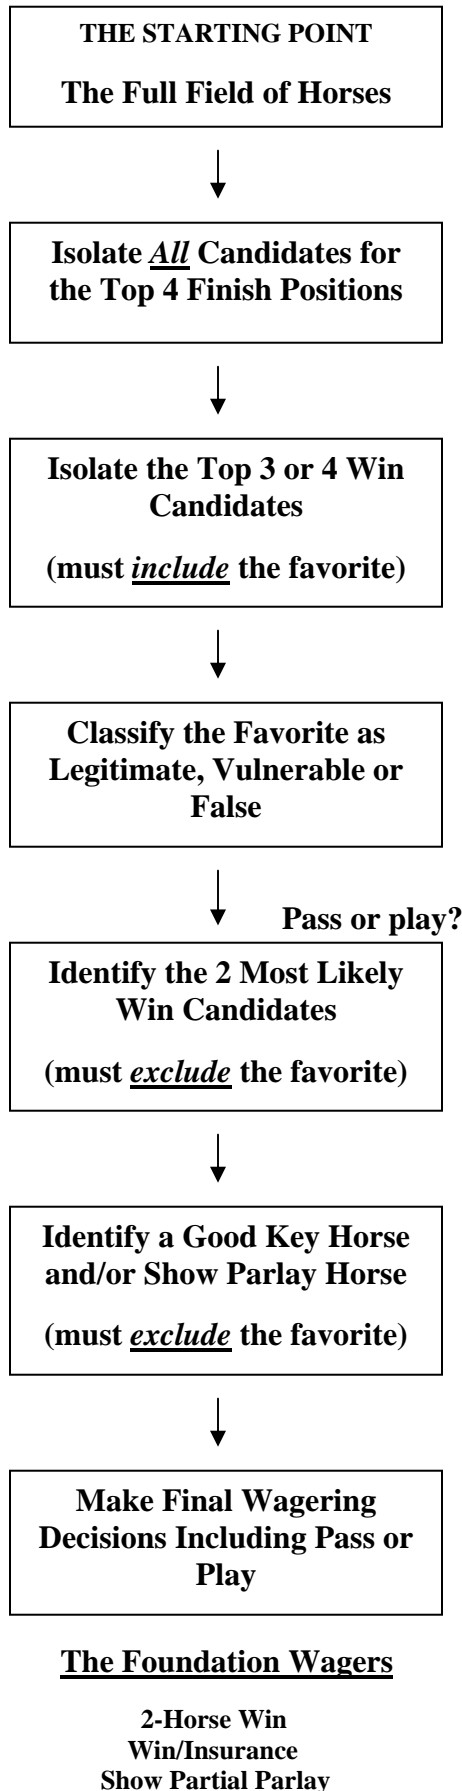 THE STARTING POINT
The Full Field of Horses
Isolate All Candidates for
the Top 4 Finish Positions
Isolate the Top 3 or 4 Win
Candidates
(must include the favorite)
Classify the Favorite as
Legitimate, Vulnerable or
False
Pass or play?
Identify the 2 Most Likely
Win Candidates
(must exclude the favorite)
Identify a Good Key Horse
and/or Show Parlay Horse
(must exclude the favorite)
Make Final Wagering
Decisions Including Pass or
Play
The Foundation Wagers
2-Horse Win
Win/Insurance
Show Partial Parlay